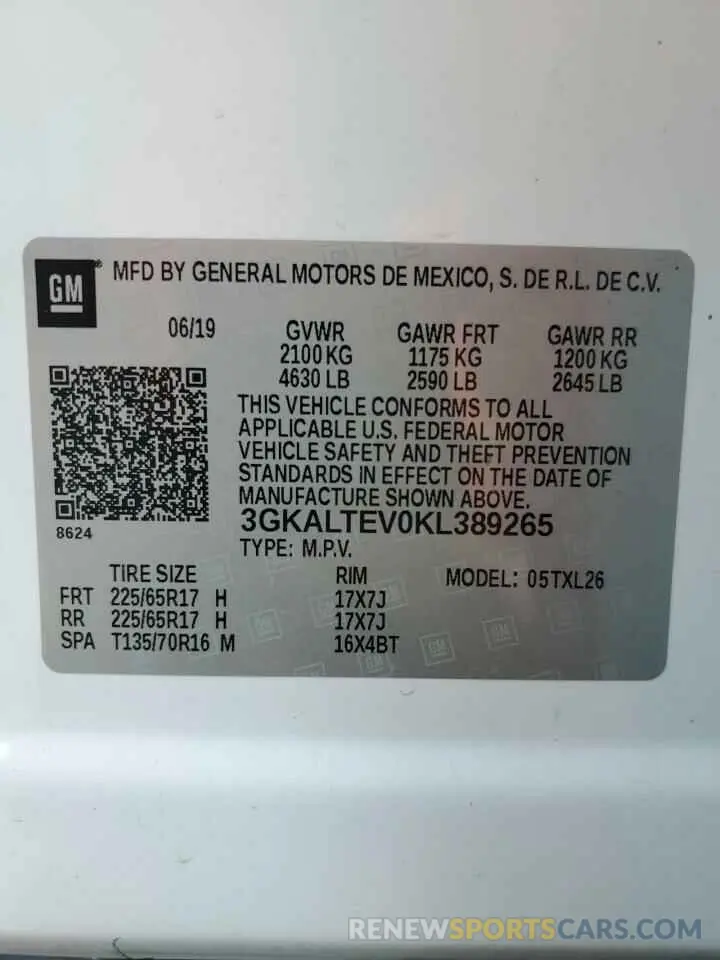 GM ® MFD BY GENERAL MOTORS DE MEXICO, S. DE R.L. DE C.V.
06/19 GVWR GAWR FRT GAWR RR
2100 KG 1175 KG 1200 KG
4630 LB 2590 LB 2645 LB
THIS VEHICLE CONFORMS TO ALL
APPLICABLE U.S. FEDERAL MOTOR
VEHICLE SAFETY AND THEFT PREVENTION
STANDARDS IN EFFECT ON THE DATE OF
MANUFACTURE SHOWN ABOVE.
8624 3GKALTEV0KL389265
TYPE: M.P.V.
TIRE SIZE RIM MODEL: 05TXL26
FRT 225/65R17 H 17X7J
RR 225/65R17 H 17X7J
SPA T135/70R16 M 16X4BT
GM
GM
GM
RENEWSPORTSCARS.COM